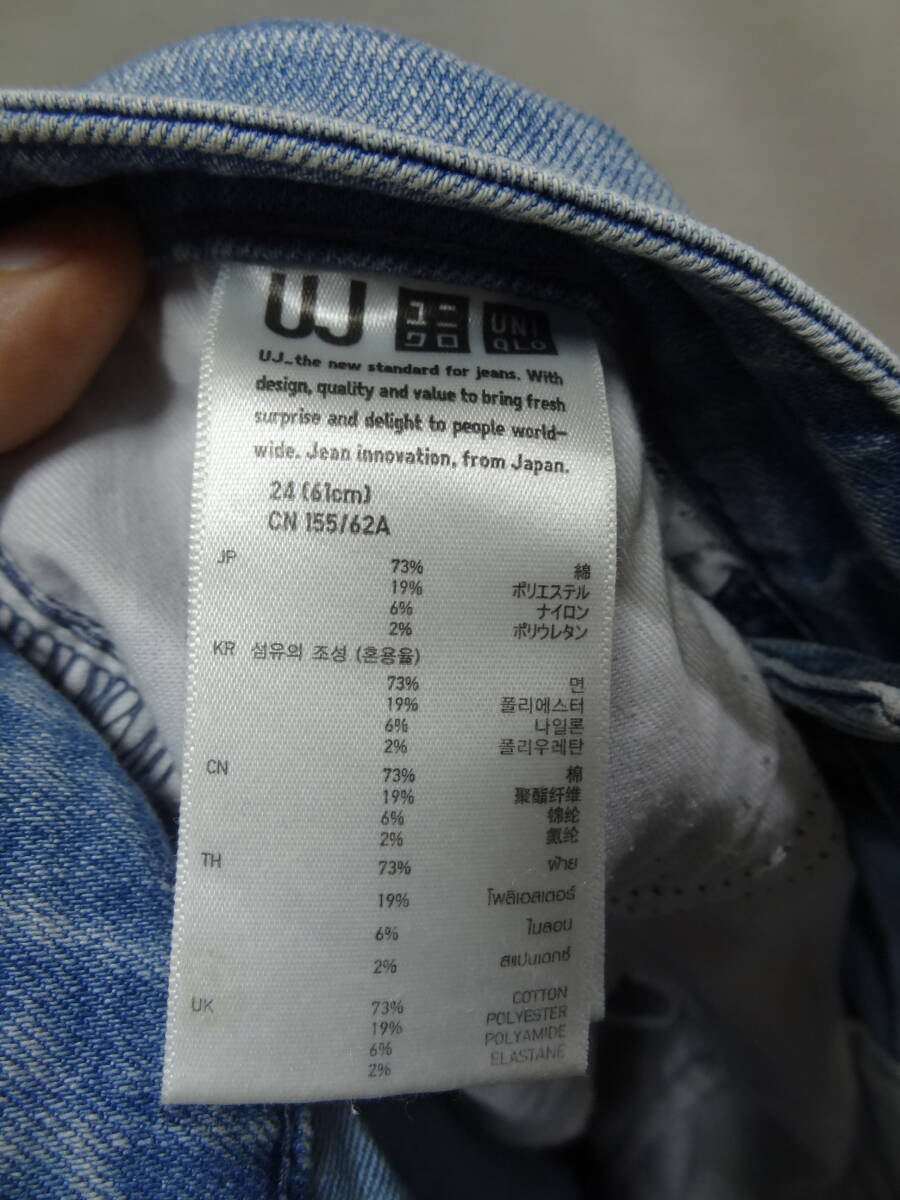 UJ ユニクロ UNIQLO
UJ_the new standard for jeans. With
design, quality and value to bring fresh
surprise and delight to people world-
wide. Jean innovation, from Japan.
24 (61cm)
CN 155/62A
JP 73% 綿
19% ポリエステル
6% ナイロン
2% ポリウレタン
KR 섬유의 조성 (혼용율)
73% 면
19% 폴리에스터
6% 나일론
2% 폴리우레탄
CN 73% 棉
19% 聚酯纤维
6% 锦纶
2% 氨纶
TH 73% ฝ้าย
19% โพลิเอสเตอร์
6% ไนลอน
2% สแปนเดกซ์
UK 73% COTTON
19% POLYESTER
6% POLYAMIDE
2% ELASTANE